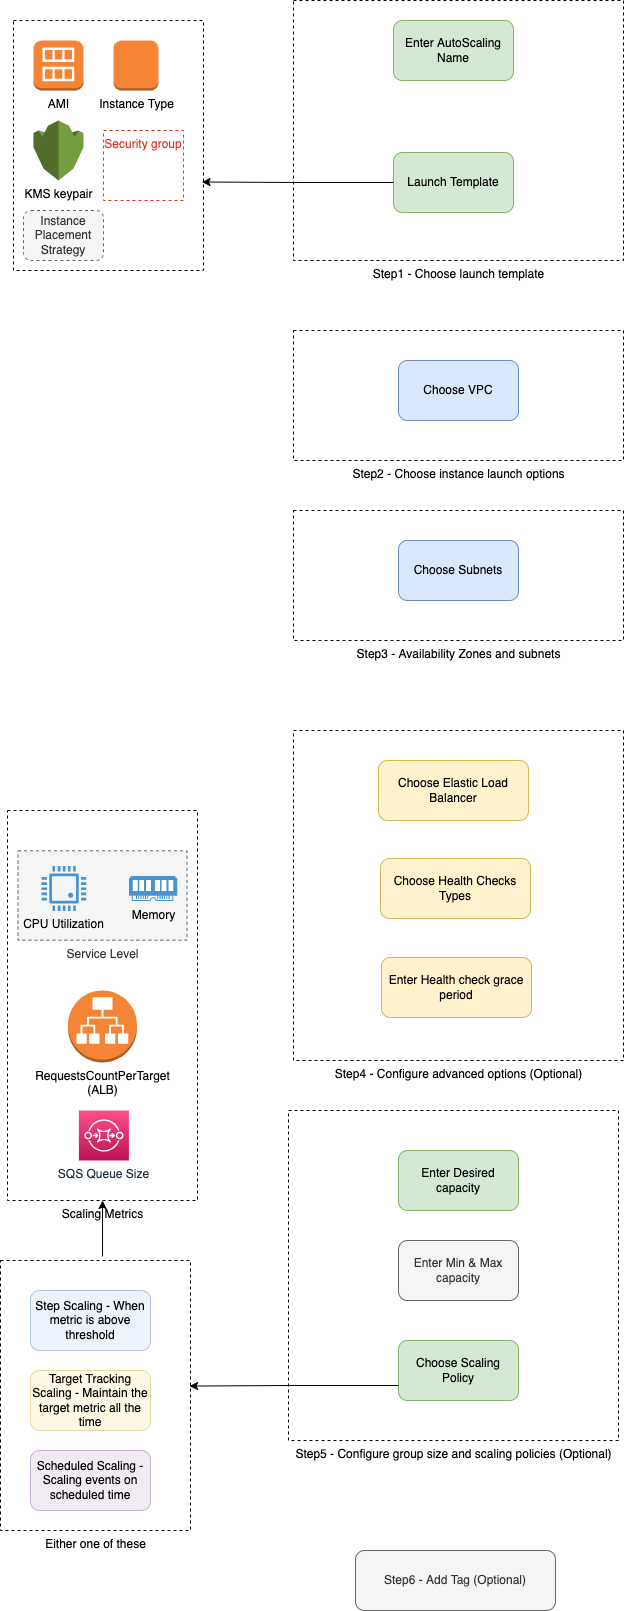 Enter AutoScaling
Name
AMI
Instance Type
Security group
Launch Template
KMS keypair
Instance
Placement
Strategy
Step1 - Choose launch template
Choose VPC
Step2 - Choose instance launch options
Choose Subnets
Step3 - Availability Zones and subnets
Choose Elastic Load
Balancer
Choose Health Checks
Types
Enter Health check grace
period
Step4 - Configure advanced options (Optional)
CPU Utilization
Memory
Service Level
RequestsCountPerTarget
(ALB)
SQS Queue Size
Scaling Metrics
Enter Desired
capacity
Enter Min & Max
capacity
Choose Scaling
Policy
Step5 - Configure group size and scaling policies (Optional)
Step Scaling - When
metric is above
threshold
Target Tracking
Scaling - Maintain the
target metric all the
time
Scheduled Scaling -
Scaling events on
scheduled time
Either one of these
Step6 - Add Tag (Optional)